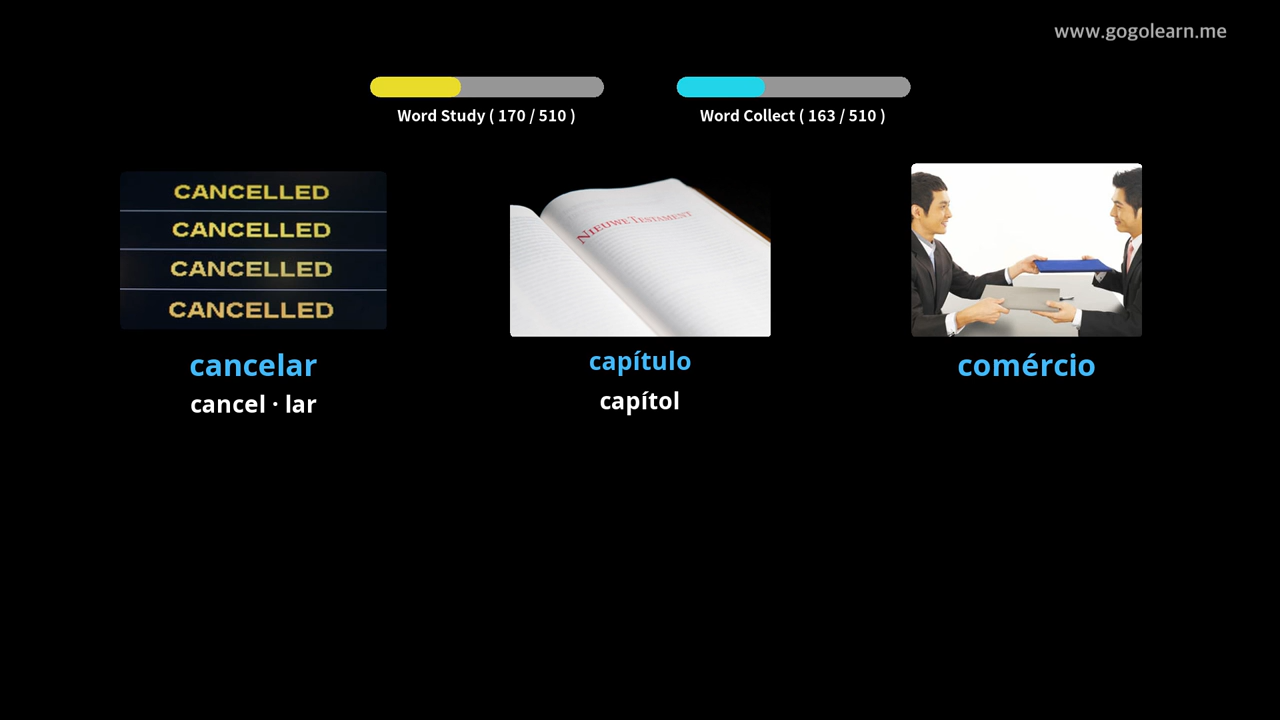 www.gogolearn.me
Word Study ( 170 / 510 )
Word Collect ( 163 / 510 )
CANCELLED
CANCELLED
CANCELLED
CANCELLED
NIEUWE TESTAMENT
cancelar
cancel · lar
capítulo
capítol
comércio